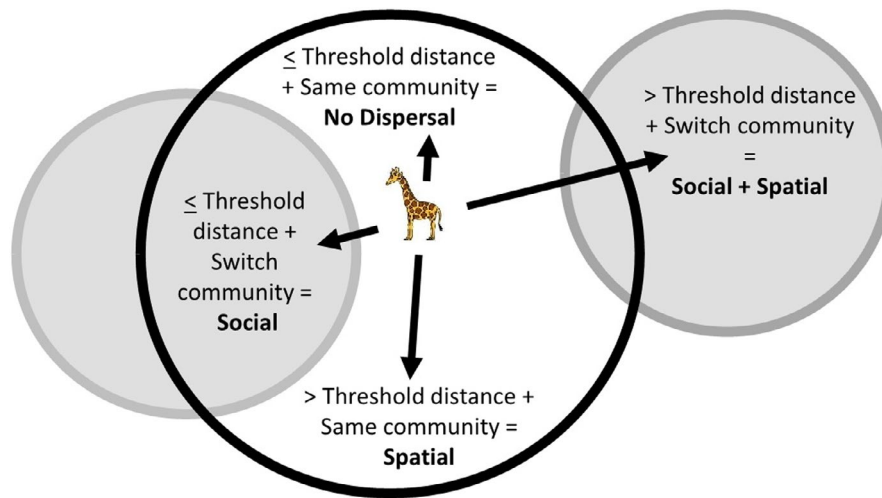 ≤ Threshold distance
+ Same community =
No Dispersal
> Threshold distance
+ Switch community
=
Social + Spatial
≤ Threshold
distance +
Switch
community =
Social
> Threshold distance +
Same community =
Spatial